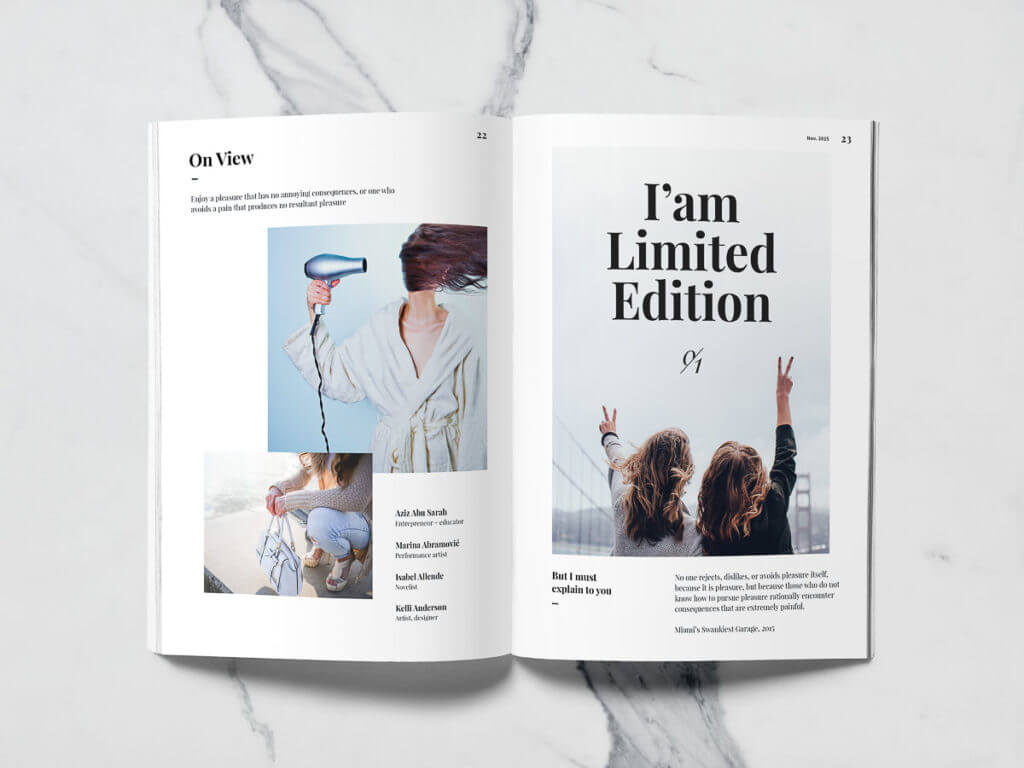 22
On View
Enjoy a pleasure that has no annoying consequences, or one who
avoids a pain that produces no resultant pleasure
Aziz Abu Sarah
Entrepreneur + educator
Marina Abramović
Performance artist
Isabel Allende
Novelist
Kelli Anderson
Artist, designer
Nov. 2015 23
I'am
Limited
Edition
0/1
But I must
explain to you
No one rejects, dislikes, or avoids pleasure itself,
because it is pleasure, but because those who do not
know how to pursue pleasure rationally encounter
consequences that are extremely painful.
Miami's Swankiest Garage, 2015